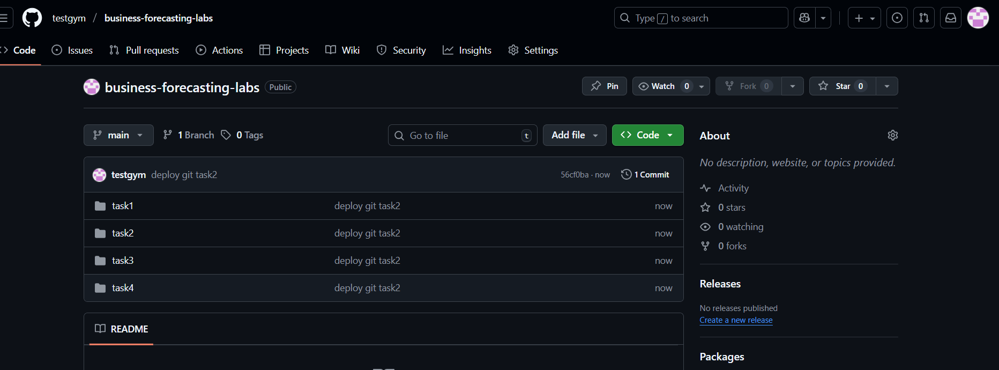 testgym / business-forecasting-labs
Type / to search
Code Issues Pull requests Actions Projects Wiki Security Insights Settings
business-forecasting-labs Public
Pin Watch 0 Fork 0 Star 0
main 1 Branch 0 Tags
Go to file t
Add file
Code
testgym deploy git task2 56cf0ba · now 1 Commit
task1 deploy git task2 now
task2 deploy git task2 now
task3 deploy git task2 now
task4 deploy git task2 now
README
About
No description, website, or topics provided.
Activity
0 stars
0 watching
0 forks
Releases
No releases published
Create a new release
Packages